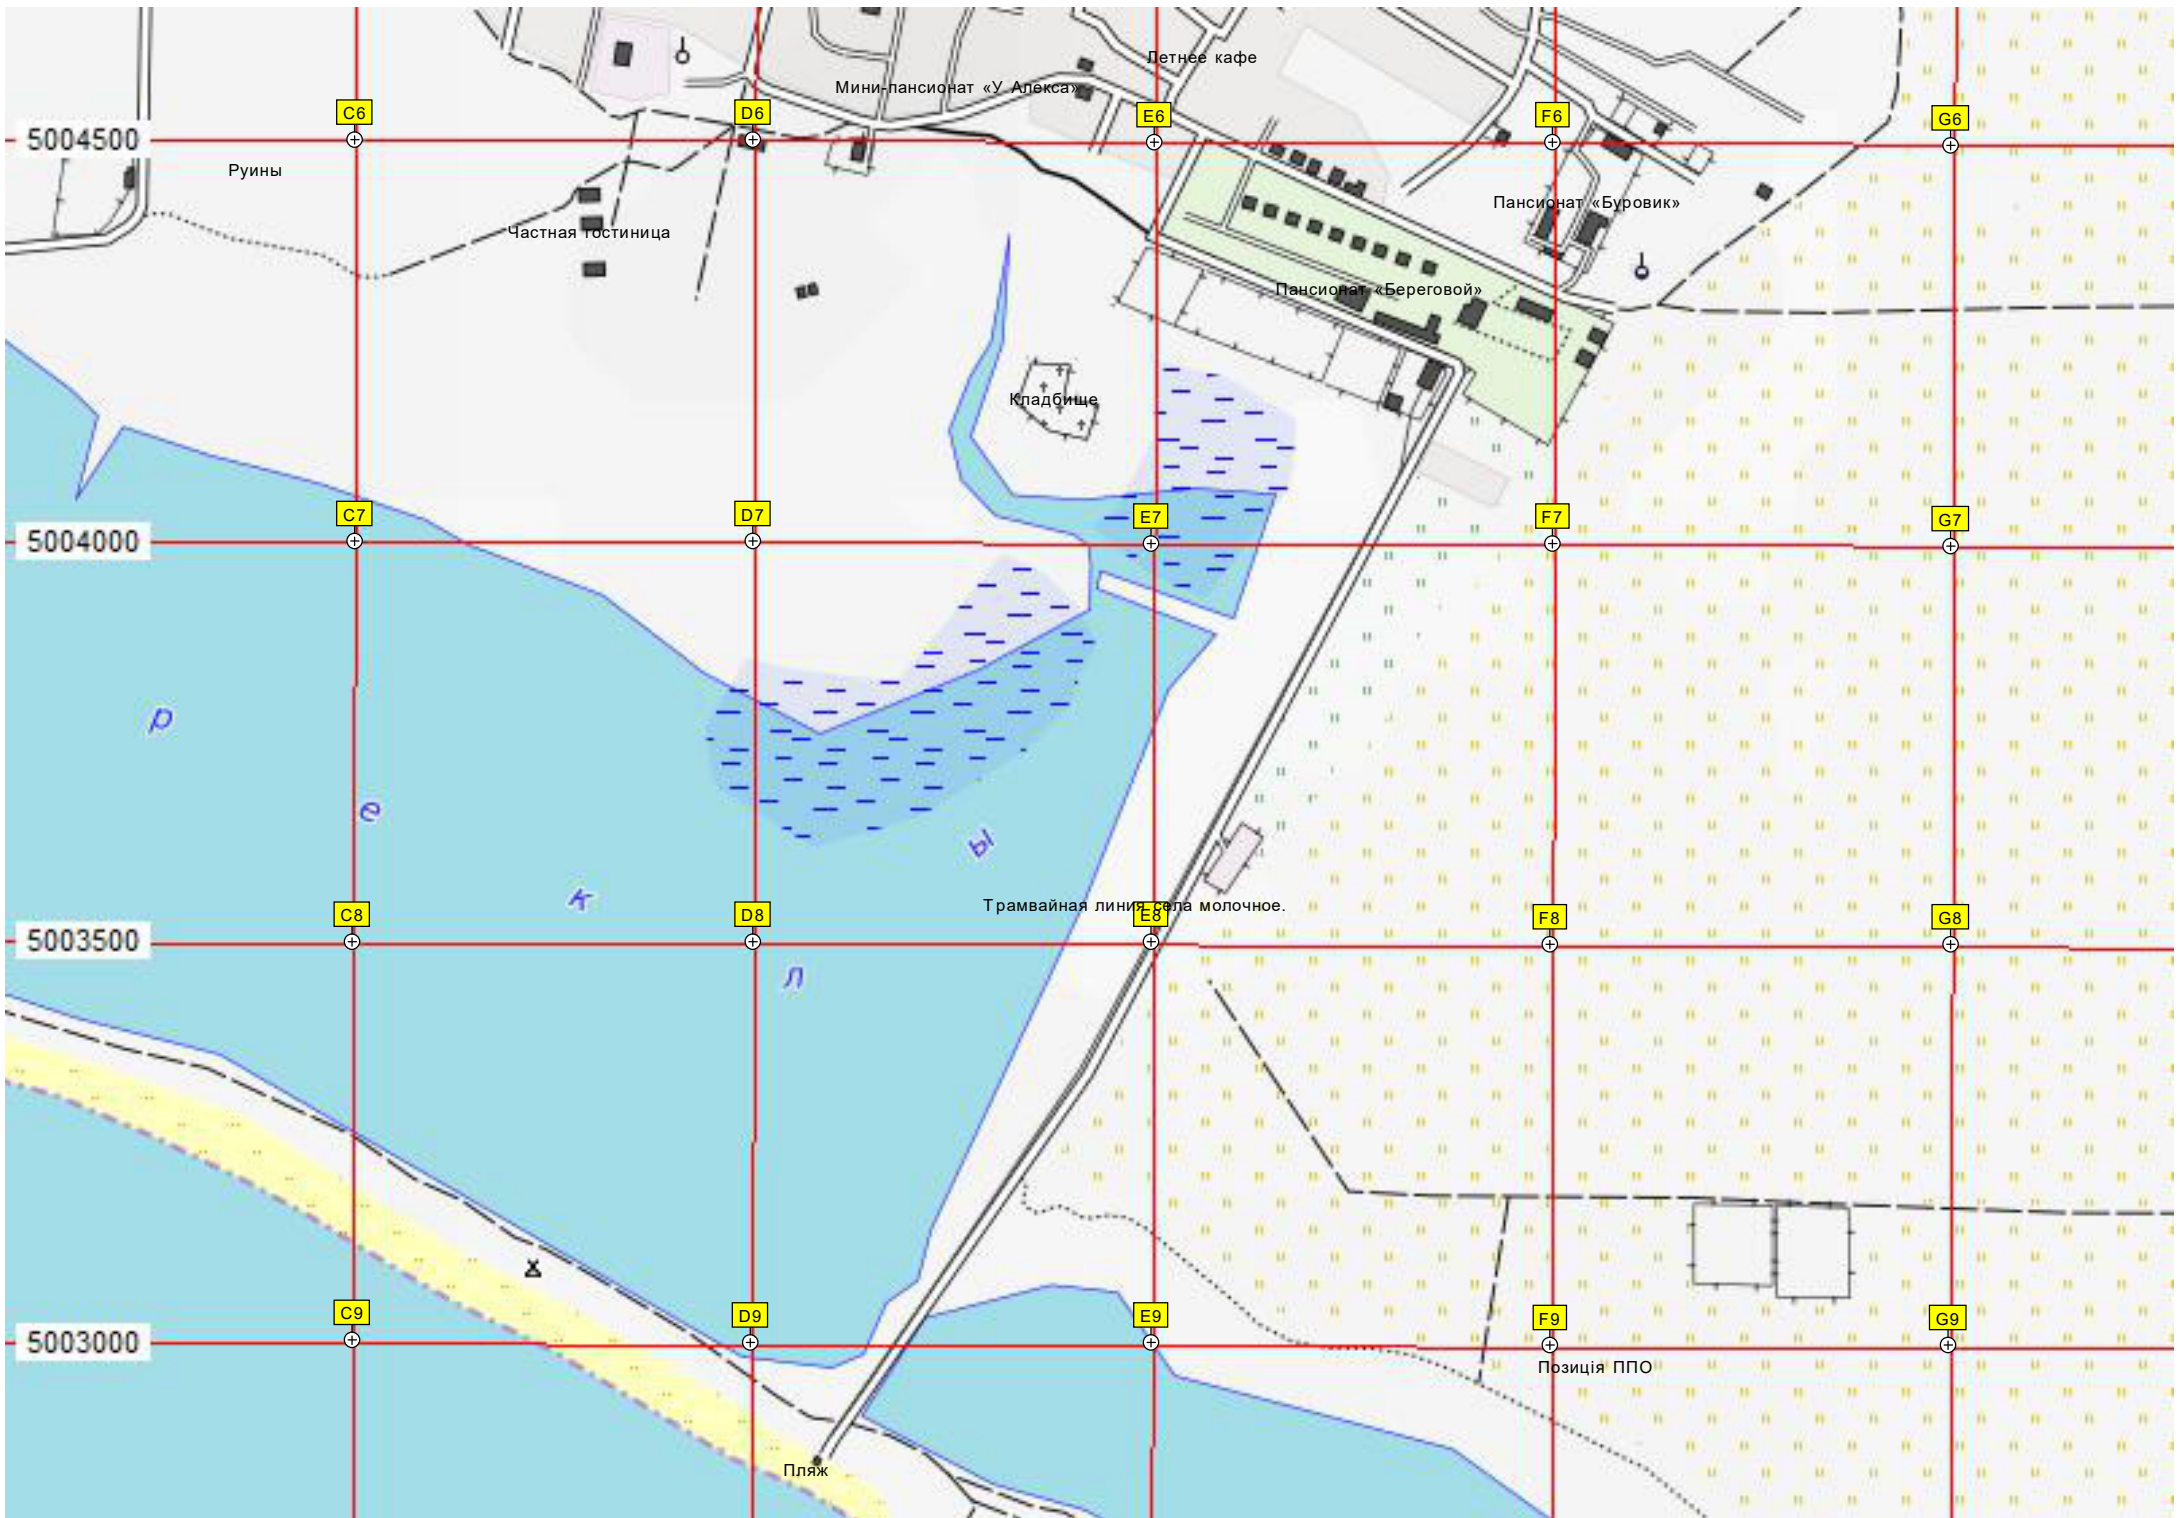 Летнее кафе
Мини-пансионат «У Алекса»
C6
D6
E6
F6
G6
5004500
Руины
Пансионат «Буровик»
Частная гостиница
Пансионат «Береговой»
Кладбище
C7
D7
E7
F7
G7
5004000
р
е
ы
к
Трамвайная линия села молочное.
C8
D8
E8
F8
G8
5003500
л
C9
D9
E9
F9
G9
5003000
Позиція ППО
Пляж